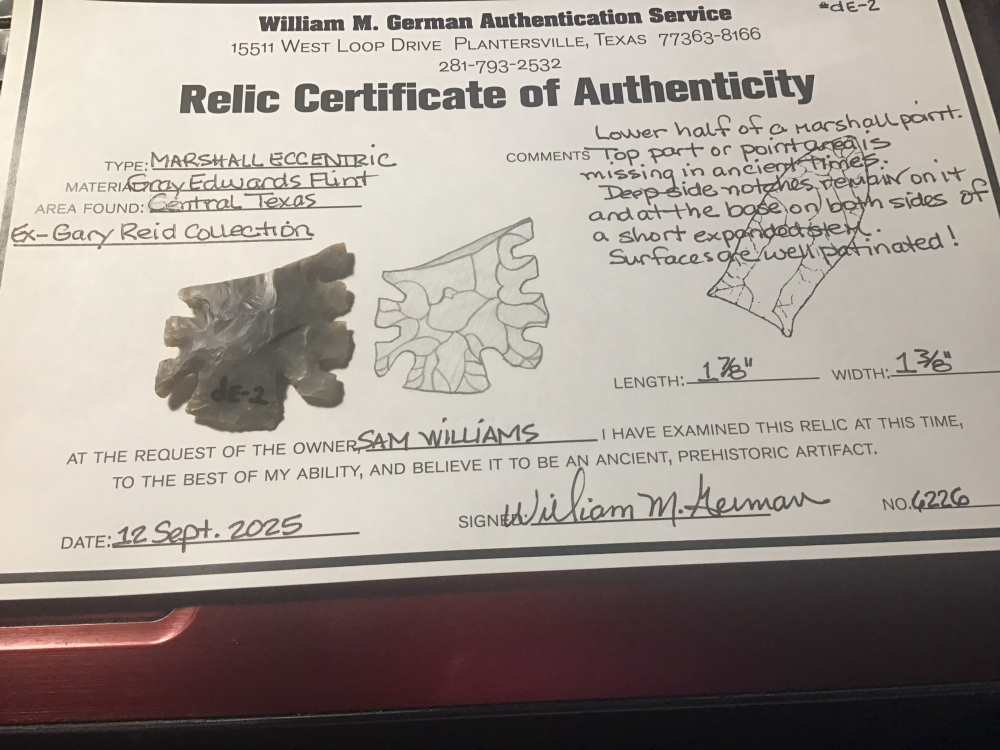 #dE-2
William M. German Authentication Service
15511 West Loop Drive Plantersville, Texas 77363-8166
281-793-2532
Relic Certificate of Authenticity
TYPE: MARSHALL ECCENTRIC
MATERIA Gray Edwards Flint
AREA FOUND: Central Texas
Ex-Gary Reid Collection
COMMENTS Lower half of a Marshall point.
Top part or point area is
missing in ancient times.
Deep side notches remain on it
and at the base on both sides of
a short expanded stem.
Surfaces are well patinated!
dE-2
LENGTH: 1 7/8" WIDTH: 1 3/8"
AT THE REQUEST OF THE OWNER, SAM WILLIAMS I HAVE EXAMINED THIS RELIC AT THIS TIME,
TO THE BEST OF MY ABILITY, AND BELIEVE IT TO BE AN ANCIENT, PREHISTORIC ARTIFACT.
DATE: 12 Sept. 2025 SIGNED William M. German NO. 6226